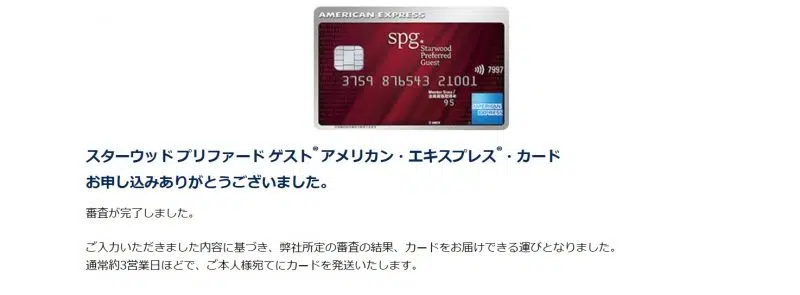 AMERICAN EXPRESS
spg.
Starwood
Preferred
Guest
7997
3759 876543 21001
95
AMERICAN
EXPRESS
スターウッド プリファード ゲスト® アメリカン・エキスプレス®・カード
お申し込みありがとうございました。
審査が完了しました。
ご入力いただきました内容に基づき、弊社所定の審査の結果、カードをお届けできる運びとなりました。
通常約3営業日ほどで、ご本人様宛てにカードを発送いたします。